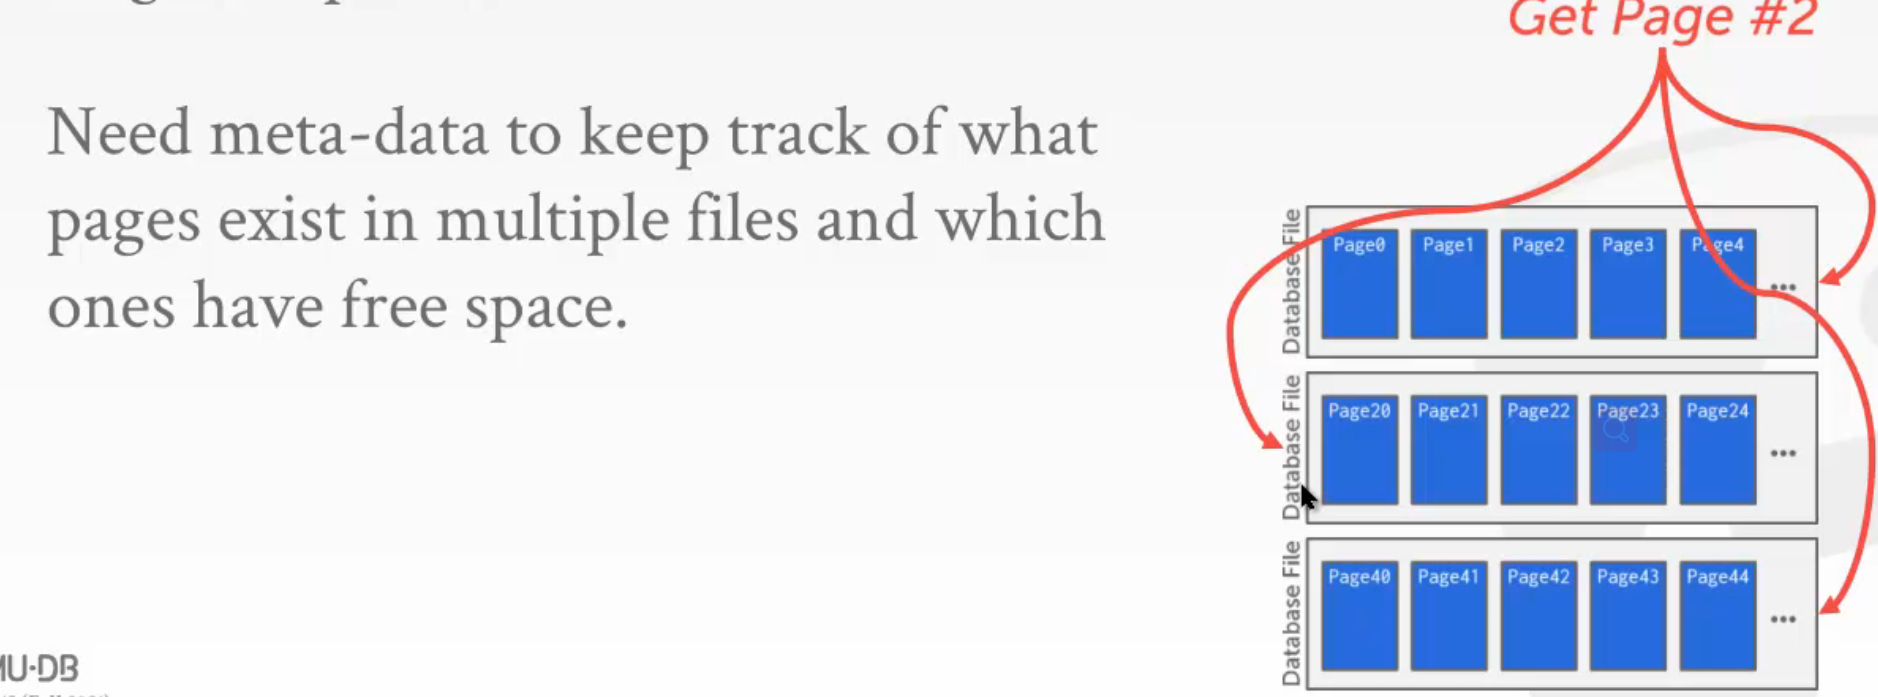 Get Page #2
Need meta-data to keep track of what
pages exist in multiple files and which
ones have free space.
Database File
Page0 Page1 Page2 Page3 Page4 •••
Database File
Page20 Page21 Page22 Page23 Page24 •••
Database File
Page40 Page41 Page42 Page43 Page44 •••
MU·DB